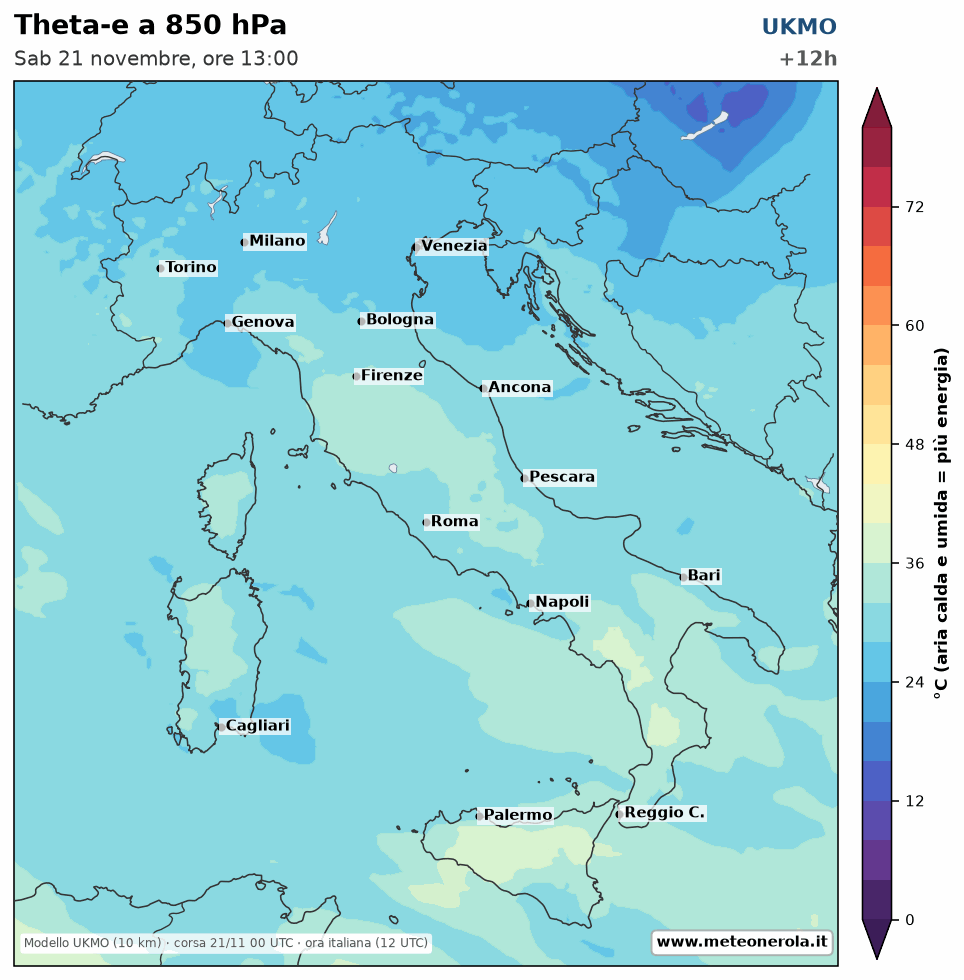 Theta-e a 850 hPa
UKMO
Sab 21 novembre, ore 13:00
+12h
Milano
Venezia
Torino
Genova
Bologna
Firenze
Ancona
Pescara
Roma
Bari
Napoli
Cagliari
Palermo
Reggio C.
72
60
48
36
24
12
0
°C (aria calda e umida = più energia)
Modello UKMO (10 km) · corsa 21/11 00 UTC · ora italiana (12 UTC)
www.meteonerola.it